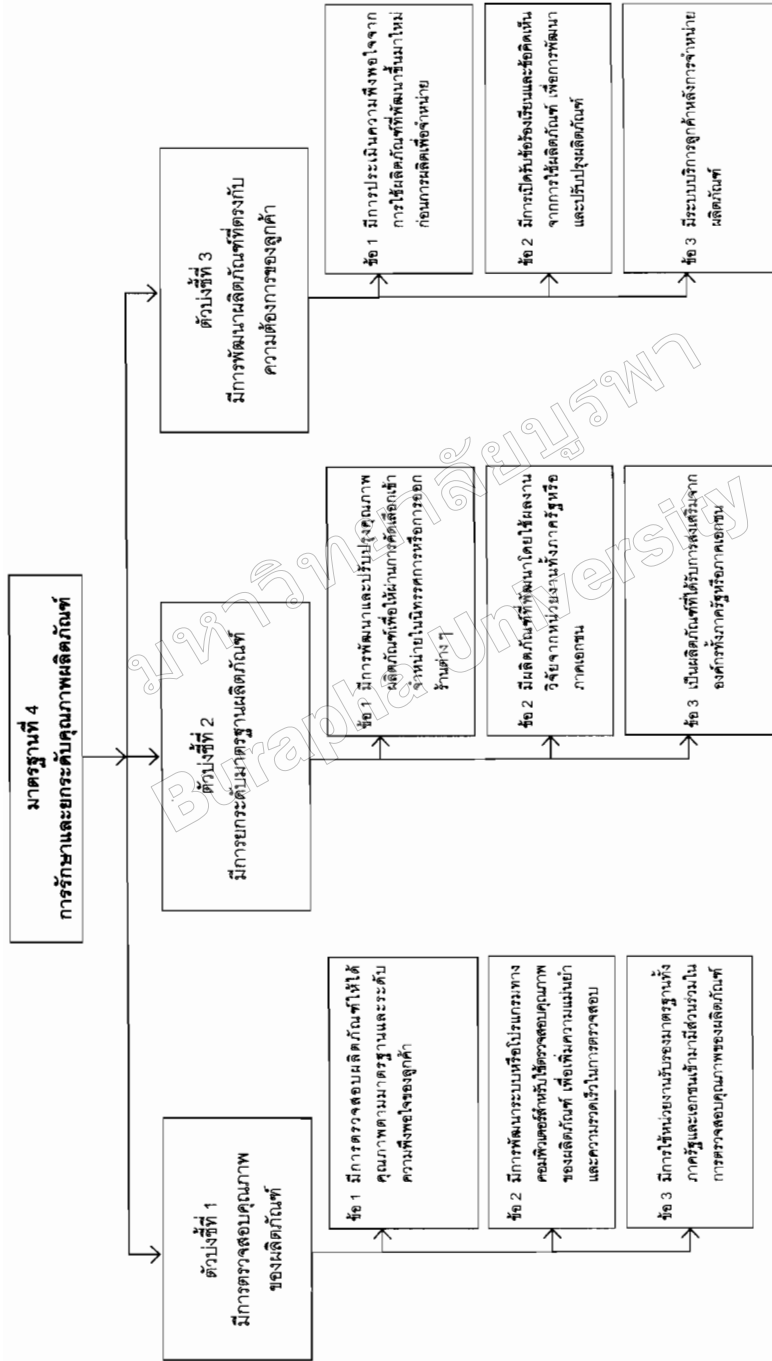 มาตรฐานที่ 4
การรักษาและยกระดับคุณภาพผลิตภัณฑ์
ตัวบ่งชี้ที่ 1
มีการตรวจสอบคุณภาพ
ของผลิตภัณฑ์
ข้อ 1 มีการตรวจสอบผลิตภัณฑ์ให้ได้
คุณภาพตามมาตรฐานและระดับ
ความพึงพอใจของลูกค้า
ข้อ 2 มีการพัฒนาระบบหรือโปรแกรมทาง
คอมพิวเตอร์สำหรับใช้ตรวจสอบคุณภาพ
ของผลิตภัณฑ์ เพื่อเพิ่มความแม่นยำ
และความรวดเร็วในการตรวจสอบ
ข้อ 3 มีการใช้หน่วยงานรับรองมาตรฐานทั้ง
ภาครัฐและเอกชนเข้ามามีส่วนร่วมใน
การตรวจสอบคุณภาพของผลิตภัณฑ์
ตัวบ่งชี้ที่ 2
มีการยกระดับมาตรฐานผลิตภัณฑ์
ข้อ 1 มีการพัฒนาและปรับปรุงคุณภาพ
ผลิตภัณฑ์เพื่อให้ผ่านการคัดเลือกเข้า
จำหน่ายในนิทรรศการหรือการออก
ร้านต่าง ๆ
ข้อ 2 มีผลิตภัณฑ์ที่พัฒนาโดยใช้ผลงาน
วิจัยจากหน่วยงานทั้งภาครัฐหรือ
ภาคเอกชน
ข้อ 3 เป็นผลิตภัณฑ์ที่ได้รับการส่งเสริมจาก
องค์กรทั้งภาครัฐหรือภาคเอกชน
ตัวบ่งชี้ที่ 3
มีการพัฒนาผลิตภัณฑ์ที่ตรงกับ
ความต้องการของลูกค้า
ข้อ 1 มีการประเมินความพึงพอใจจาก
การใช้ผลิตภัณฑ์ที่พัฒนาขึ้นมาใหม่
ก่อนการผลิตเพื่อจำหน่าย
ข้อ 2 มีการเปิดรับข้อร้องเรียนและข้อคิดเห็น
จากการใช้ผลิตภัณฑ์ เพื่อการพัฒนา
และปรับปรุงผลิตภัณฑ์
ข้อ 3 มีระบบบริการลูกค้าหลังการจำหน่าย
ผลิตภัณฑ์
มหาวิทยาลัยบูรพา
Burapha University